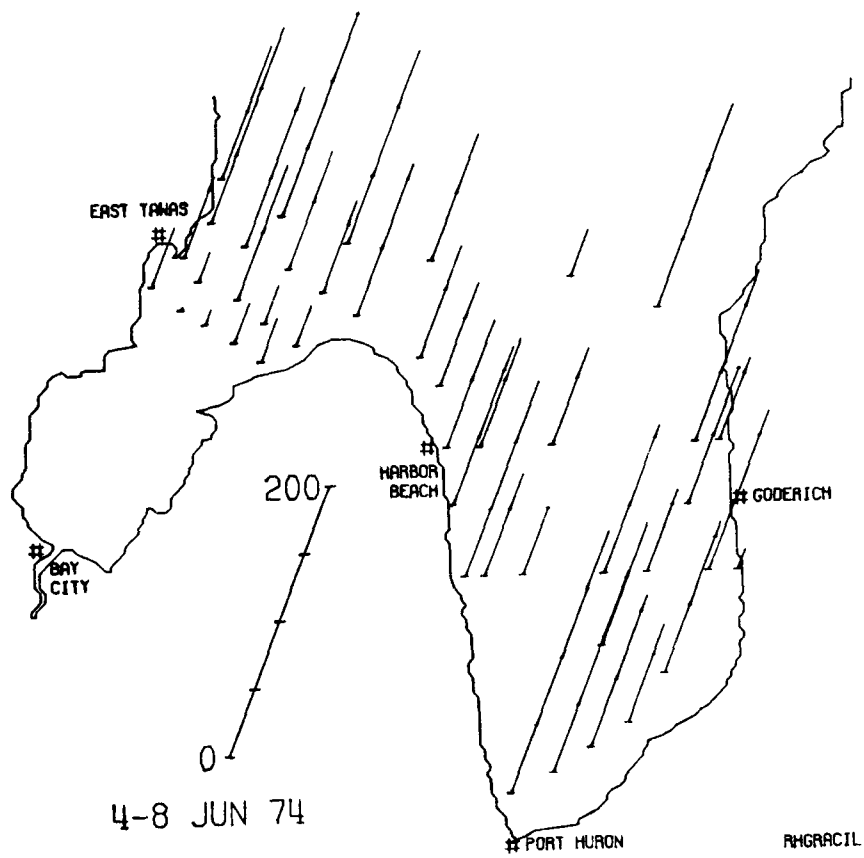 EAST TAWAS
#
200
#
HARBOR
BEACH
# GODERICH
#
BAY
CITY
0
4-8 JUN 74
# PORT HURON
RHGRACIL